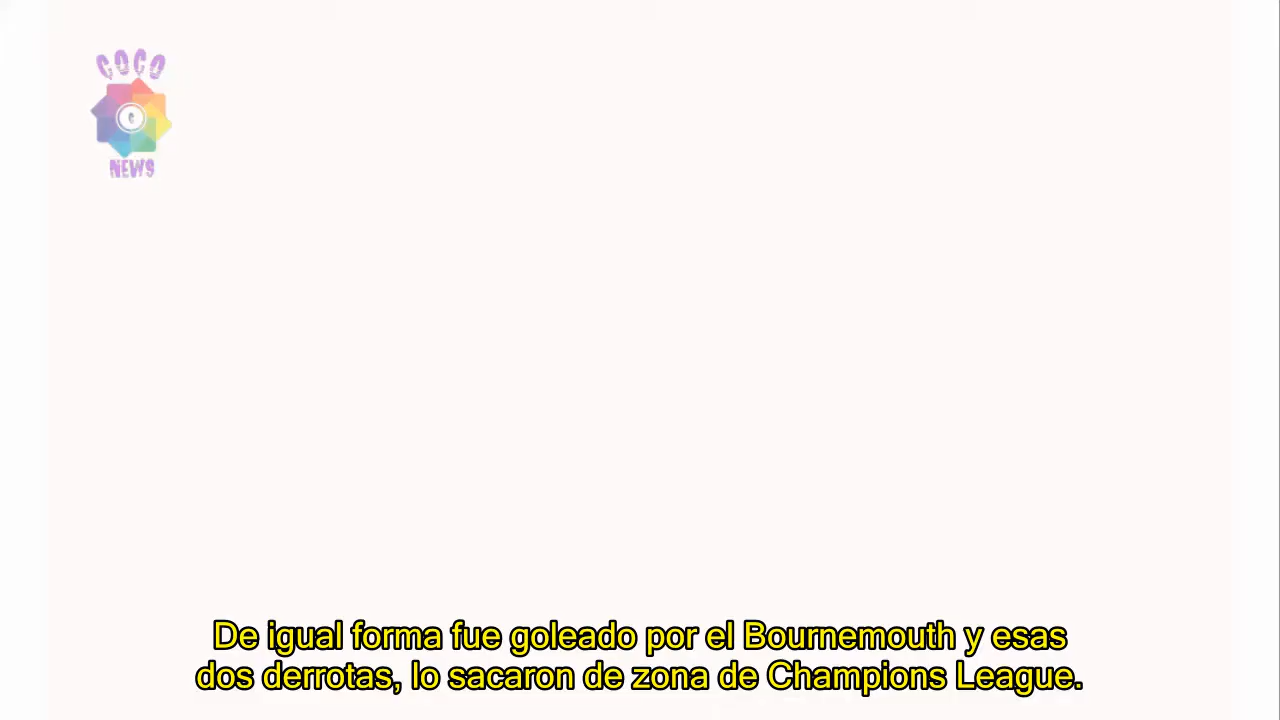 COCO
NEWS
De igual forma fue goleado por el Bournemouth y esas
dos derrotas, lo sacaron de zona de Champions League.